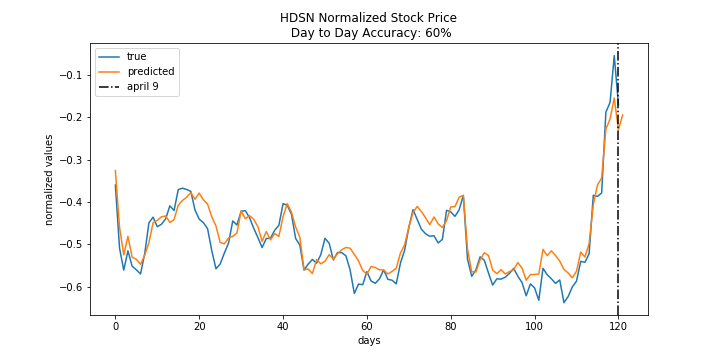 HDSN Normalized Stock Price
Day to Day Accuracy: 60%
true
predicted
april 9
normalized values
−0.1
−0.2
−0.3
−0.4
−0.5
−0.6
0
20
40
60
80
100
120
days